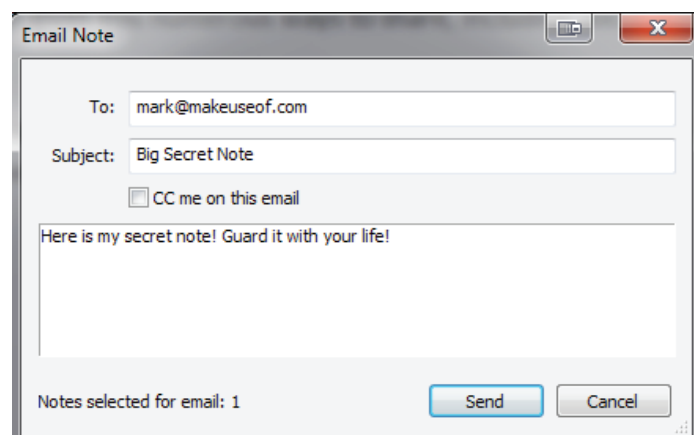 Email Note
To: mark@makeuseof.com
Subject: Big Secret Note
CC me on this email
Here is my secret note! Guard it with your life!
Notes selected for email: 1 Send Cancel